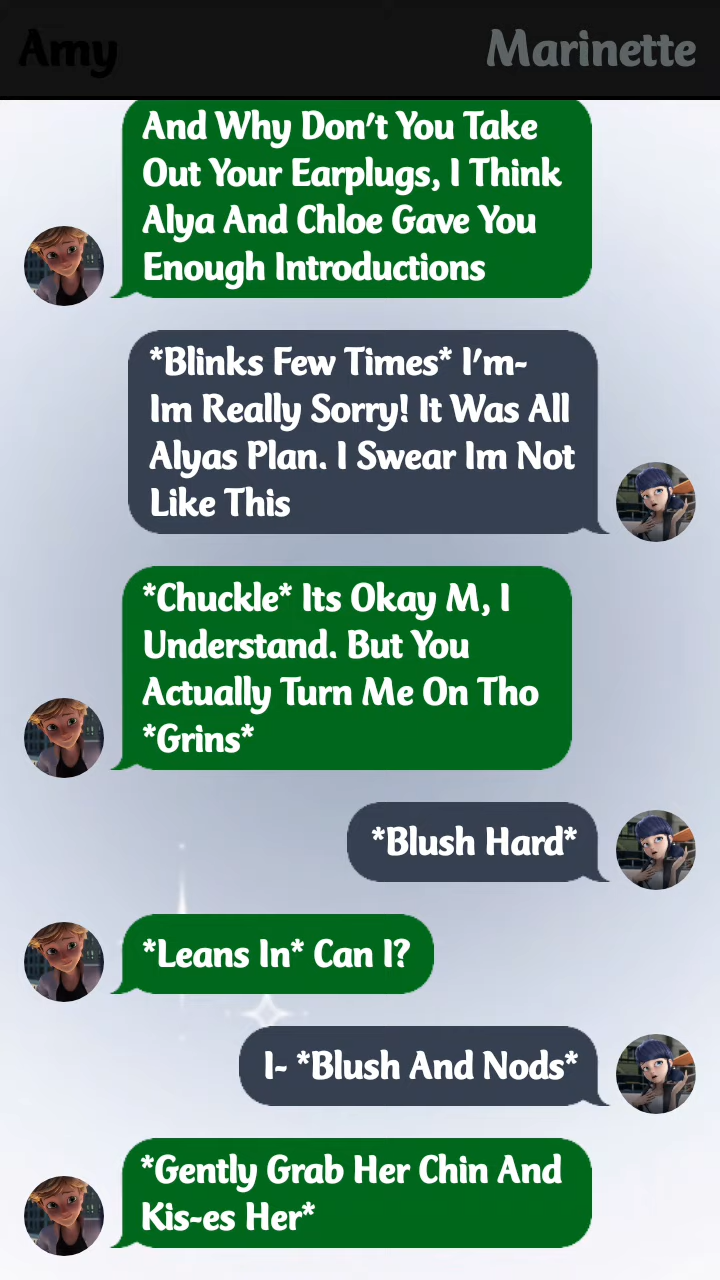 Amy
Marinette
And Why Don't You Take
Out Your Earplugs, I Think
Alya And Chloe Gave You
Enough Introductions
*Blinks Few Times* I'm-
Im Really Sorry! It Was All
Alyas Plan. I Swear Im Not
Like This
*Chuckle* Its Okay M, I
Understand. But You
Actually Turn Me On Tho
*Grins*
*Blush Hard*
*Leans In* Can I?
I- *Blush And Nods*
*Gently Grab Her Chin And
Kis-es Her*